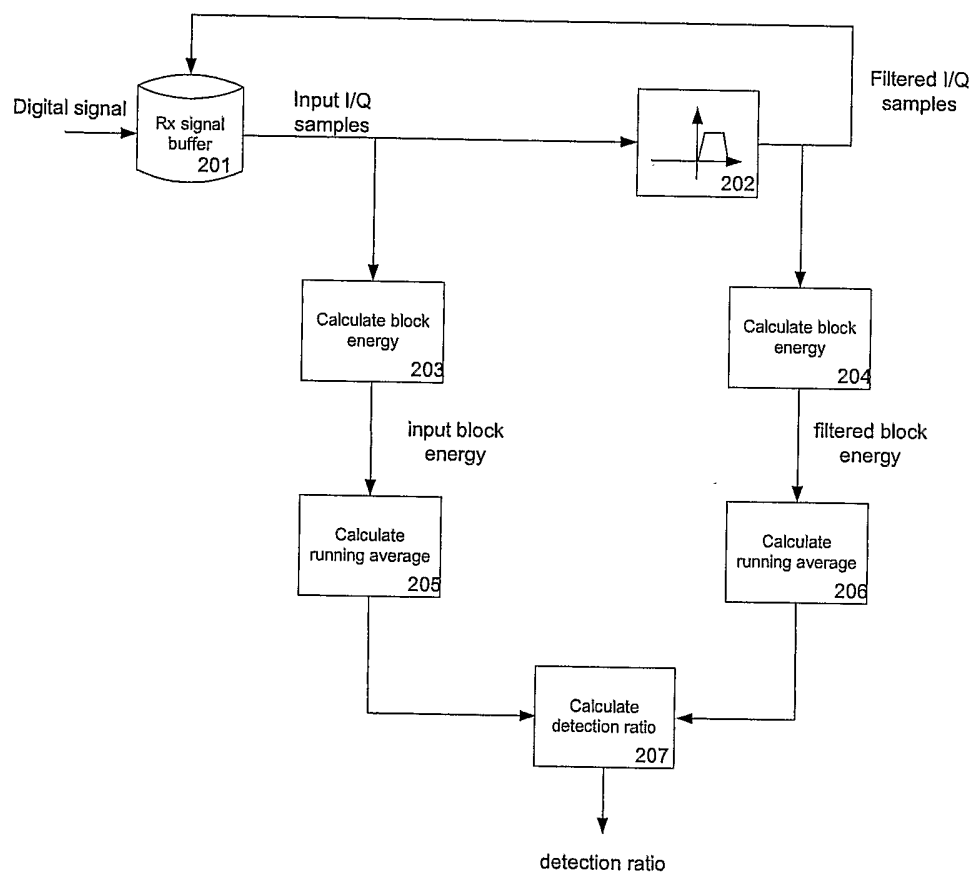 Digital signal
Rx signal
buffer
201
Input I/Q
samples
202
Filtered I/Q
samples
Calculate block
energy
203
Calculate block
energy
204
input block
energy
filtered block
energy
Calculate
running average
205
Calculate
running average
206
Calculate
detection ratio
207
detection ratio